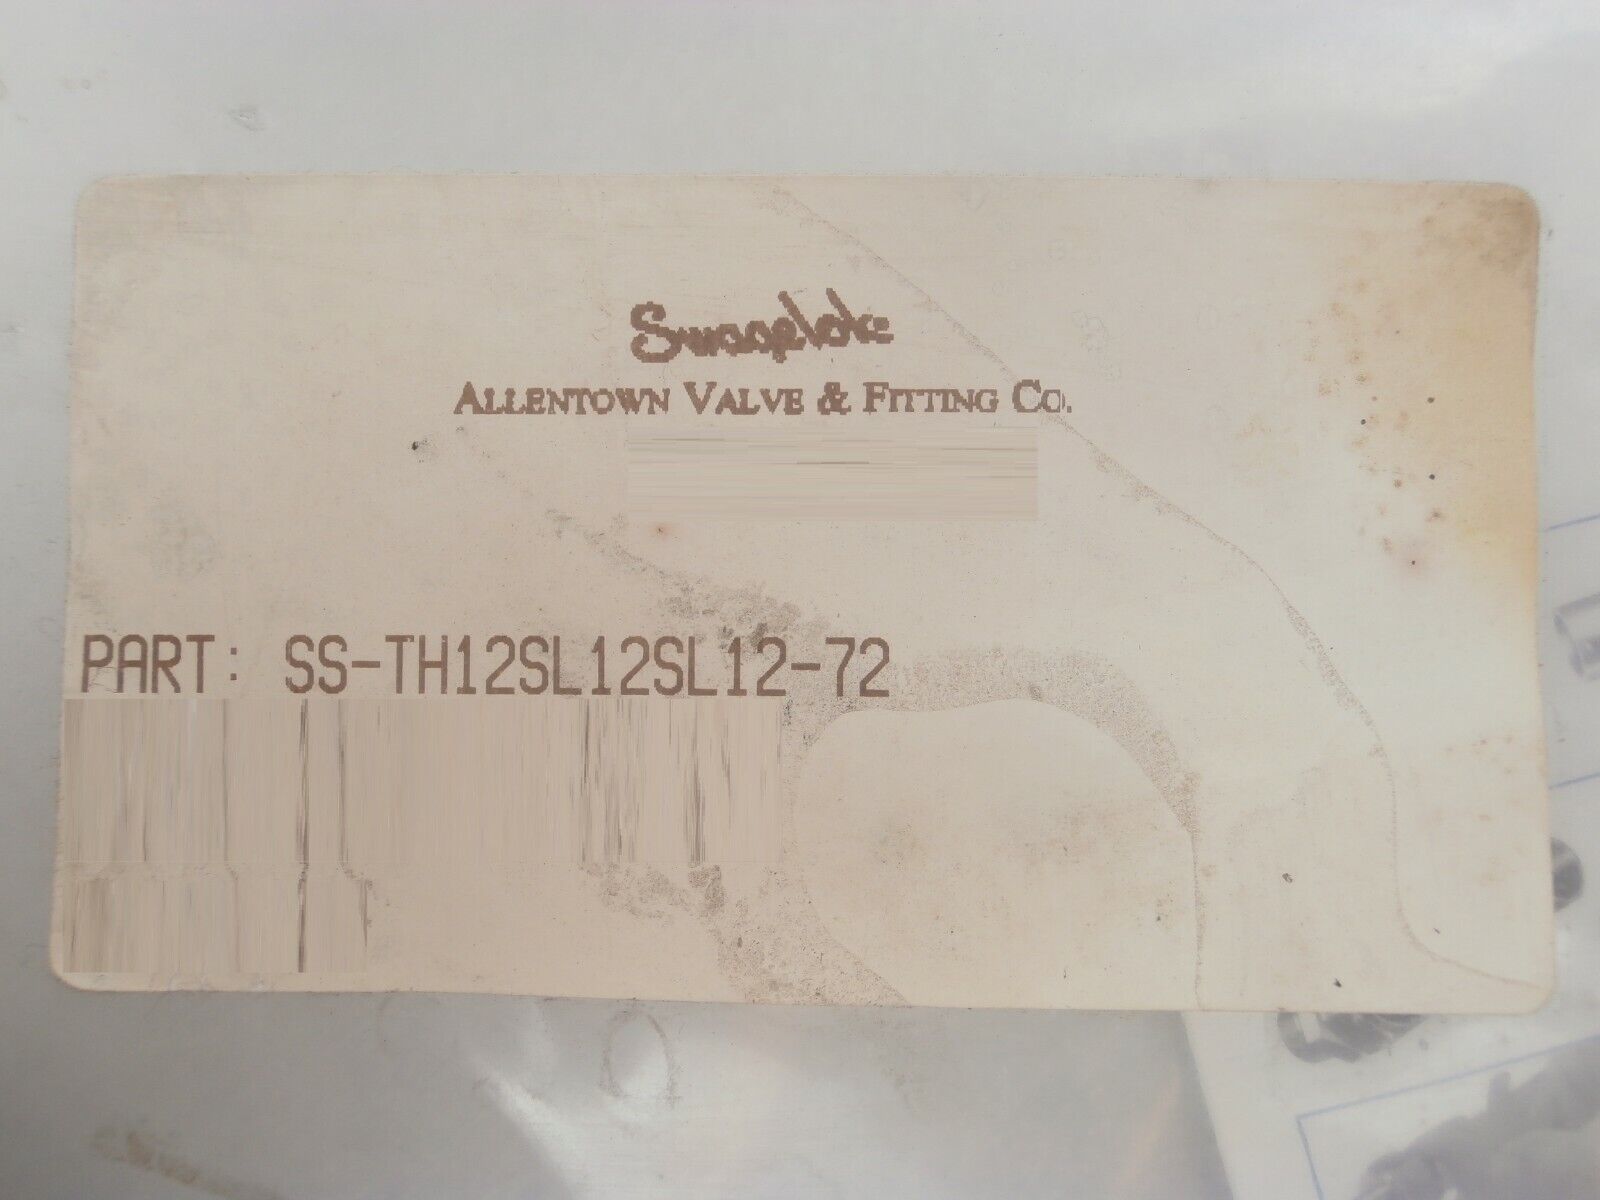 Swagelok
ALLENTOWN VALVE & FITTING CO.
PART: SS-TH12SL12SL12-72